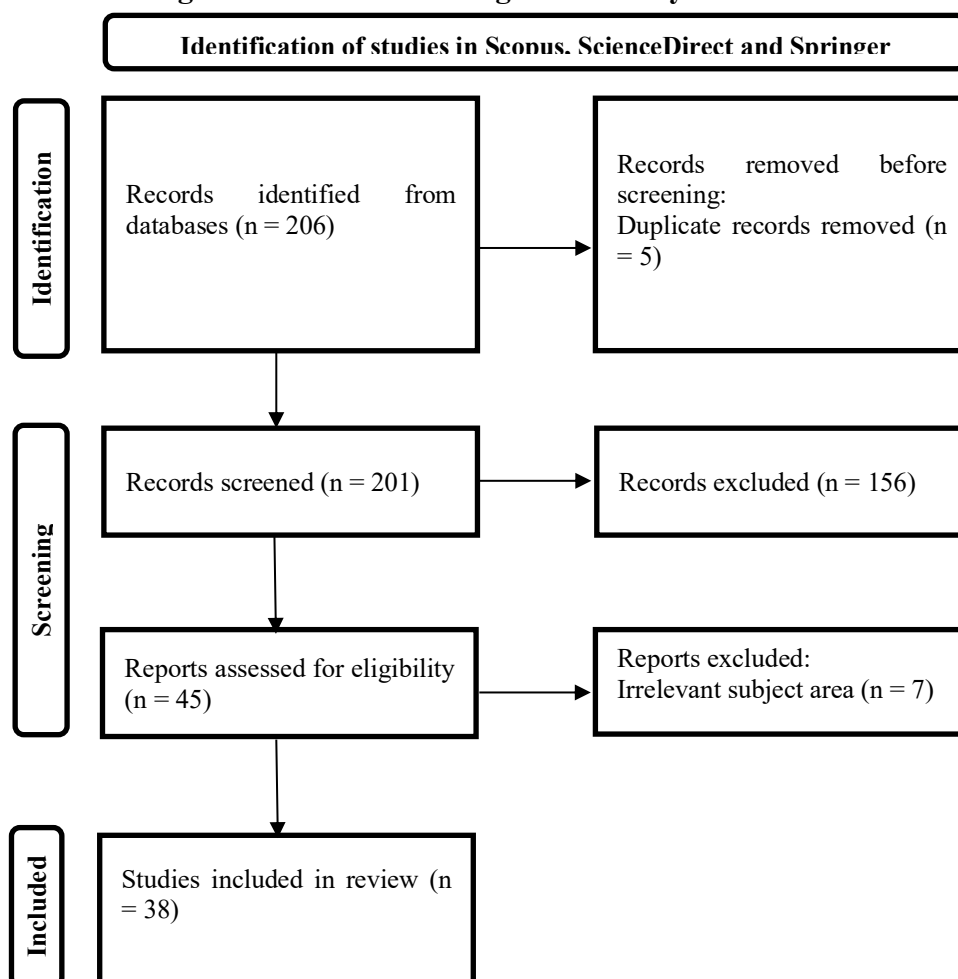 Identification of studies in Scopus, ScienceDirect and Springer
Identification
Records identified from
databases (n = 206)
Records removed before
screening:
Duplicate records removed (n
= 5)
Screening
Records screened (n = 201)
Records excluded (n = 156)
Reports assessed for eligibility
(n = 45)
Reports excluded:
Irrelevant subject area (n = 7)
Included
Studies included in review (n
= 38)